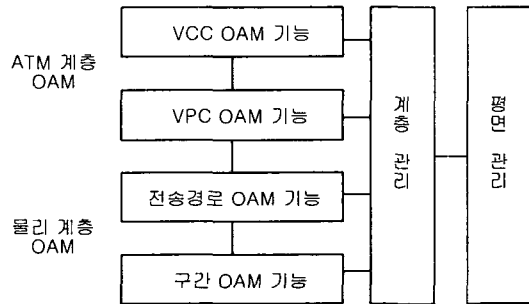 ATM 계층
OAM
VCC OAM 기능
VPC OAM 기능
물리 계층
OAM
전송경로 OAM 기능
구간 OAM 기능
계층 관리
평면 관리